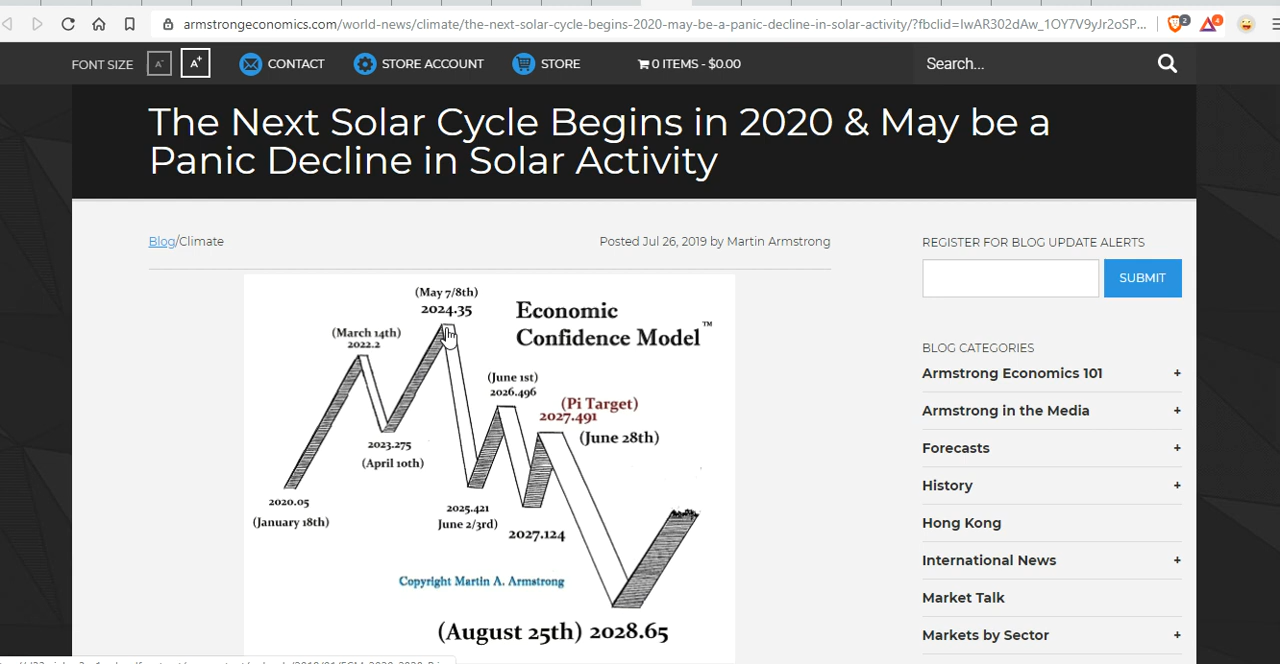 armstrongeconomics.com/world-news/climate/the-next-solar-cycle-begins-2020-may-be-a-panic-decline-in-solar-activity/?fbclid=IwAR302dAw_1OY7V9yJr2oSP...
2
4
FONT SIZE A- A+ CONTACT STORE ACCOUNT STORE 0 ITEMS - $0.00 Search...
The Next Solar Cycle Begins in 2020 & May be a
Panic Decline in Solar Activity
Blog/Climate
Posted Jul 26, 2019 by Martin Armstrong
(May 7/8th)
2024.35
Economic
Confidence Model™
(March 14th)
2022.2
(June 1st)
2026.496
(Pi Target)
2027.491
(June 28th)
2023.275
(April 10th)
2020.05
(January 18th)
2025.421
June 2/3rd)
2027.124
Copyright Martin A. Armstrong
(August 25th) 2028.65
REGISTER FOR BLOG UPDATE ALERTS
SUBMIT
BLOG CATEGORIES
Armstrong Economics 101 +
Armstrong in the Media +
Forecasts +
History +
Hong Kong
International News +
Market Talk
Markets by Sector +